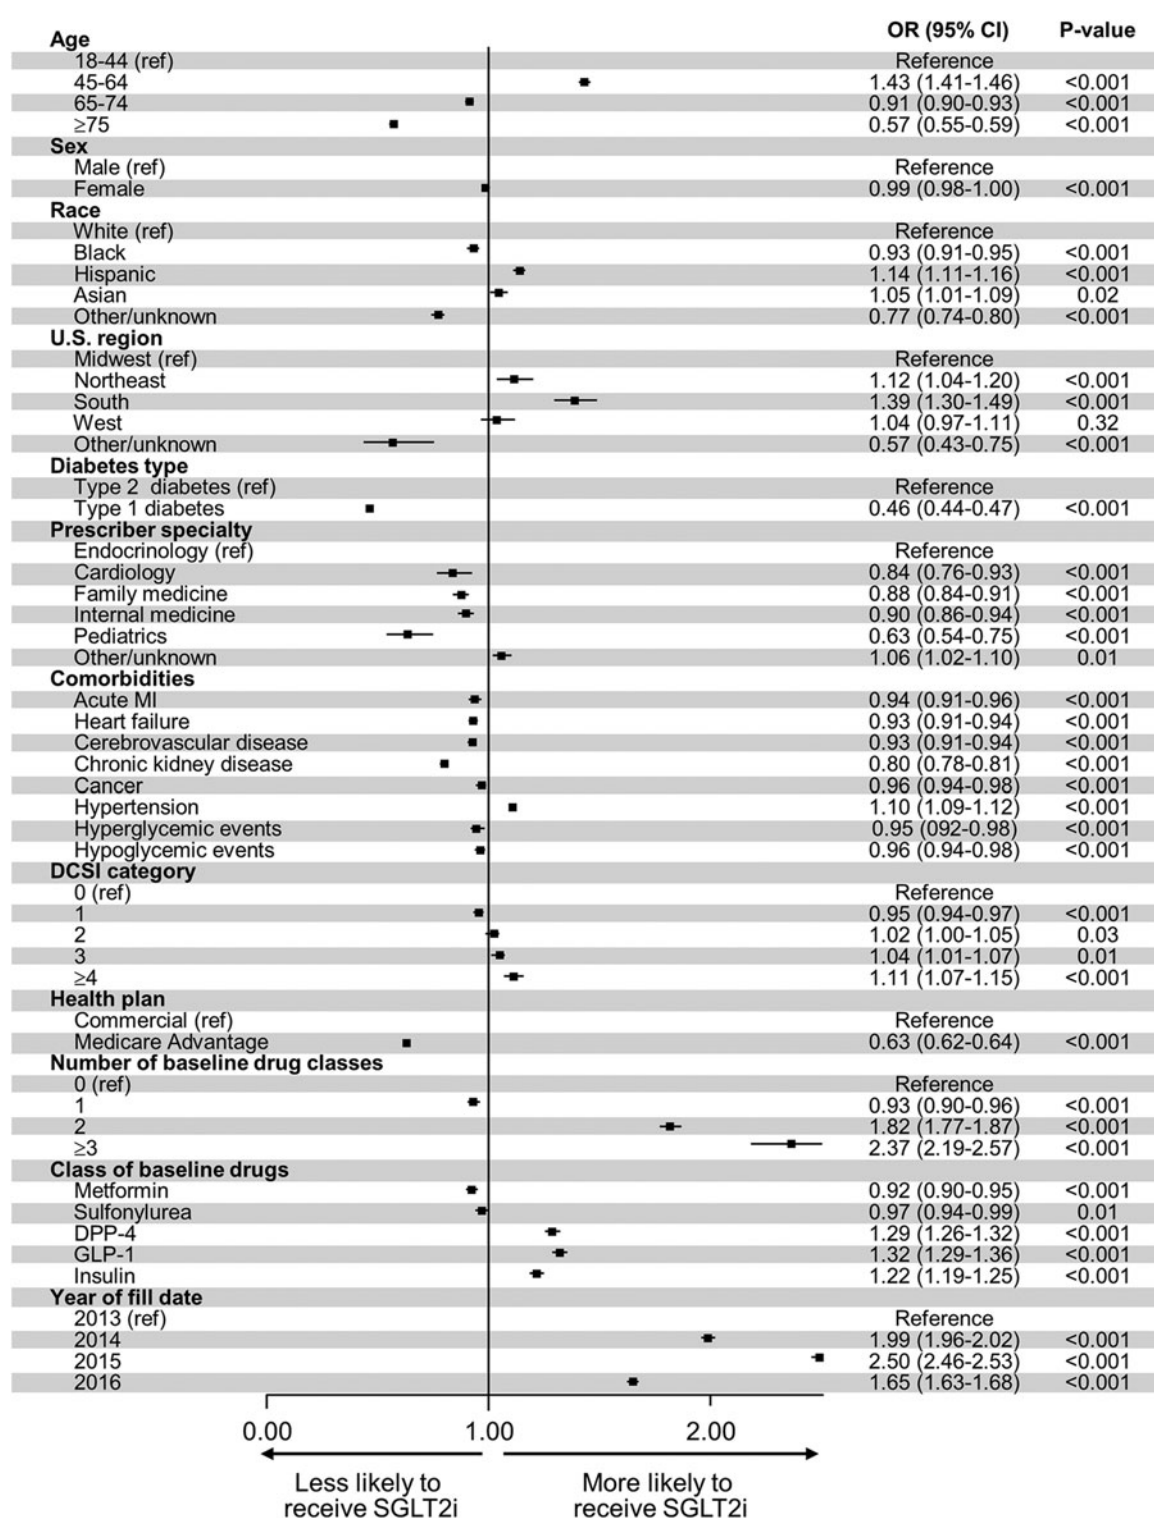 OR (95% CI) P-value
Age
18-44 (ref) Reference
45-64 1.43 (1.41-1.46) <0.001
65-74 0.91 (0.90-0.93) <0.001
≥75 0.57 (0.55-0.59) <0.001
Sex
Male (ref) Reference
Female 0.99 (0.98-1.00) <0.001
Race
White (ref) Reference
Black 0.93 (0.91-0.95) <0.001
Hispanic 1.14 (1.11-1.16) <0.001
Asian 1.05 (1.01-1.09) 0.02
Other/unknown 0.77 (0.74-0.80) <0.001
U.S. region
Midwest (ref) Reference
Northeast 1.12 (1.04-1.20) <0.001
South 1.39 (1.30-1.49) <0.001
West 1.04 (0.97-1.11) 0.32
Other/unknown 0.57 (0.43-0.75) <0.001
Diabetes type
Type 2 diabetes (ref) Reference
Type 1 diabetes 0.46 (0.44-0.47) <0.001
Prescriber specialty
Endocrinology (ref) Reference
Cardiology 0.84 (0.76-0.93) <0.001
Family medicine 0.88 (0.84-0.91) <0.001
Internal medicine 0.90 (0.86-0.94) <0.001
Pediatrics 0.63 (0.54-0.75) <0.001
Other/unknown 1.06 (1.02-1.10) 0.01
Comorbidities
Acute MI 0.94 (0.91-0.96) <0.001
Heart failure 0.93 (0.91-0.94) <0.001
Cerebrovascular disease 0.93 (0.91-0.94) <0.001
Chronic kidney disease 0.80 (0.78-0.81) <0.001
Cancer 0.96 (0.94-0.98) <0.001
Hypertension 1.10 (1.09-1.12) <0.001
Hyperglycemic events 0.95 (092-0.98) <0.001
Hypoglycemic events 0.96 (0.94-0.98) <0.001
DCSI category
0 (ref) Reference
1 0.95 (0.94-0.97) <0.001
2 1.02 (1.00-1.05) 0.03
3 1.04 (1.01-1.07) 0.01
≥4 1.11 (1.07-1.15) <0.001
Health plan
Commercial (ref) Reference
Medicare Advantage 0.63 (0.62-0.64) <0.001
Number of baseline drug classes
0 (ref) Reference
1 0.93 (0.90-0.96) <0.001
2 1.82 (1.77-1.87) <0.001
≥3 2.37 (2.19-2.57) <0.001
Class of baseline drugs
Metformin 0.92 (0.90-0.95) <0.001
Sulfonylurea 0.97 (0.94-0.99) 0.01
DPP-4 1.29 (1.26-1.32) <0.001
GLP-1 1.32 (1.29-1.36) <0.001
Insulin 1.22 (1.19-1.25) <0.001
Year of fill date
2013 (ref) Reference
2014 1.99 (1.96-2.02) <0.001
2015 2.50 (2.46-2.53) <0.001
2016 1.65 (1.63-1.68) <0.001
0.00 1.00 2.00
Less likely to More likely to
receive SGLT2i receive SGLT2i